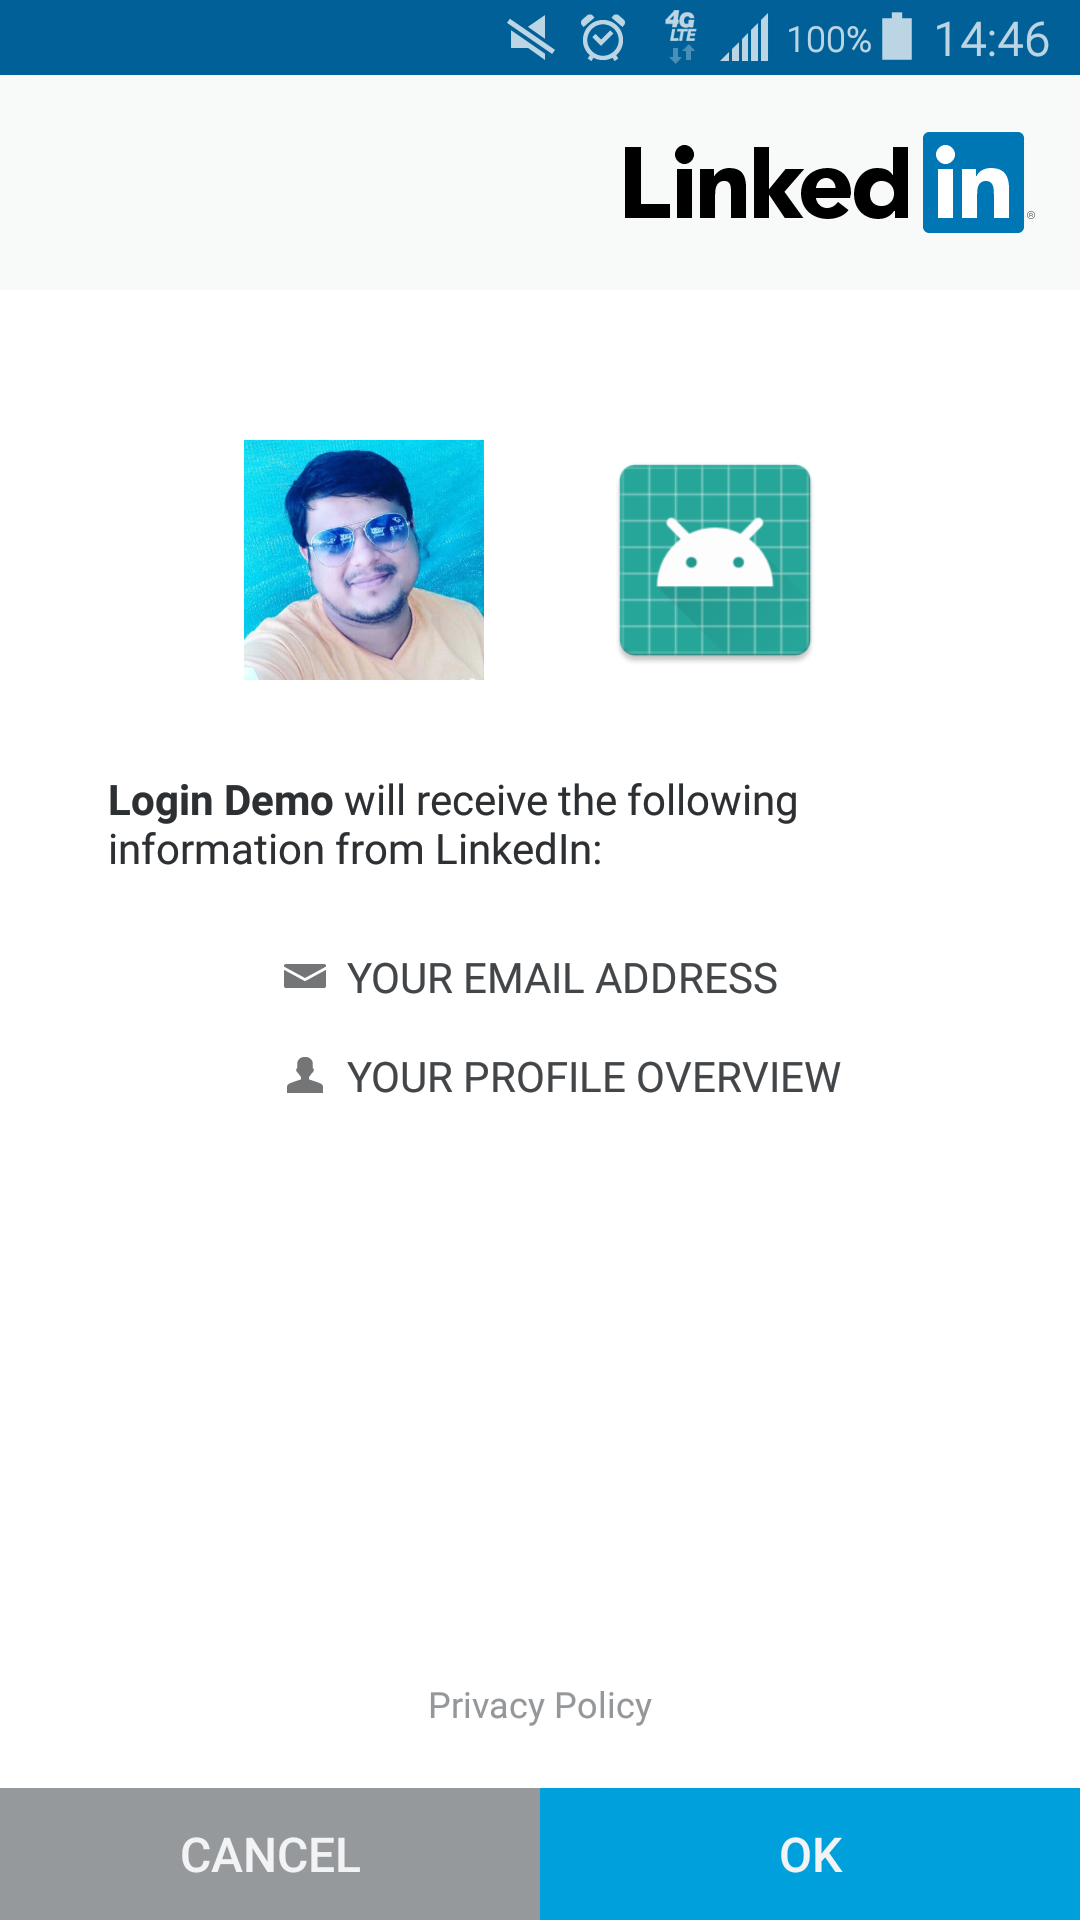 4G
LTE
100%
14:46
Linked in ®
Login Demo will receive the following
information from LinkedIn:
YOUR EMAIL ADDRESS
YOUR PROFILE OVERVIEW
Privacy Policy
CANCEL
OK